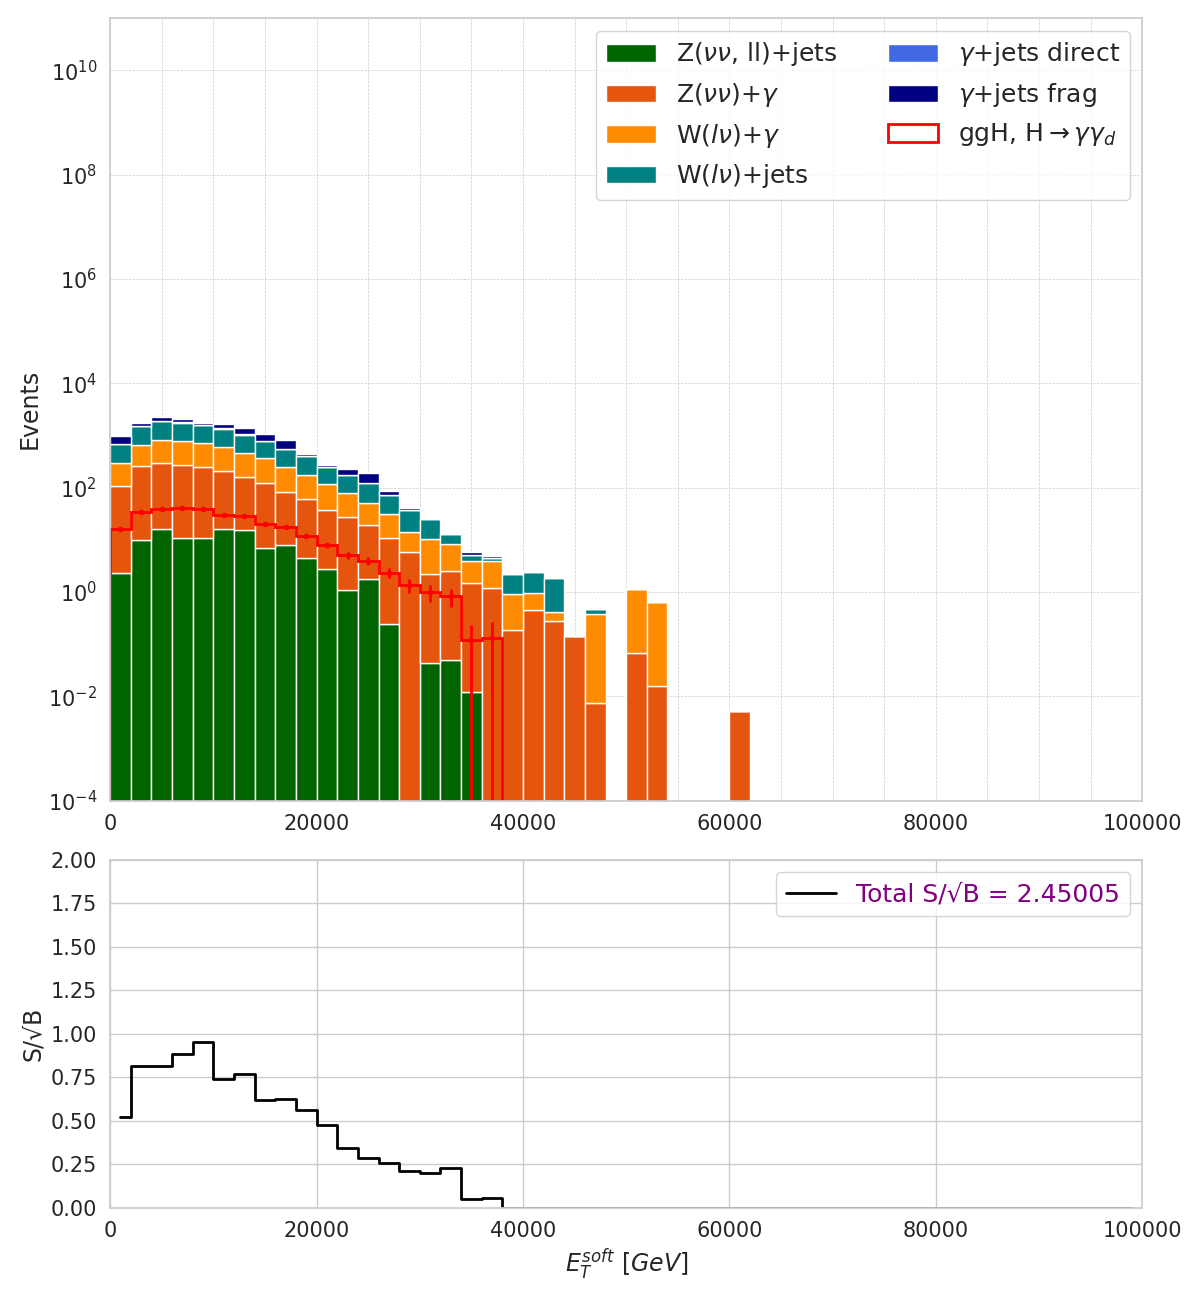 Z(νν, ll)+jets
Z(νν)+γ
W(lν)+γ
W(lν)+jets
γ+jets direct
γ+jets frag
ggH, H→γγ_d
Events
10^10
10^8
10^6
10^4
10^2
10^0
10^−2
10^−4
0 20000 40000 60000 80000 100000
Total S/√B = 2.45005
S/√B
2.00
1.75
1.50
1.25
1.00
0.75
0.50
0.25
0.00
0 20000 40000 60000 80000 100000
E_T^soft [GeV]